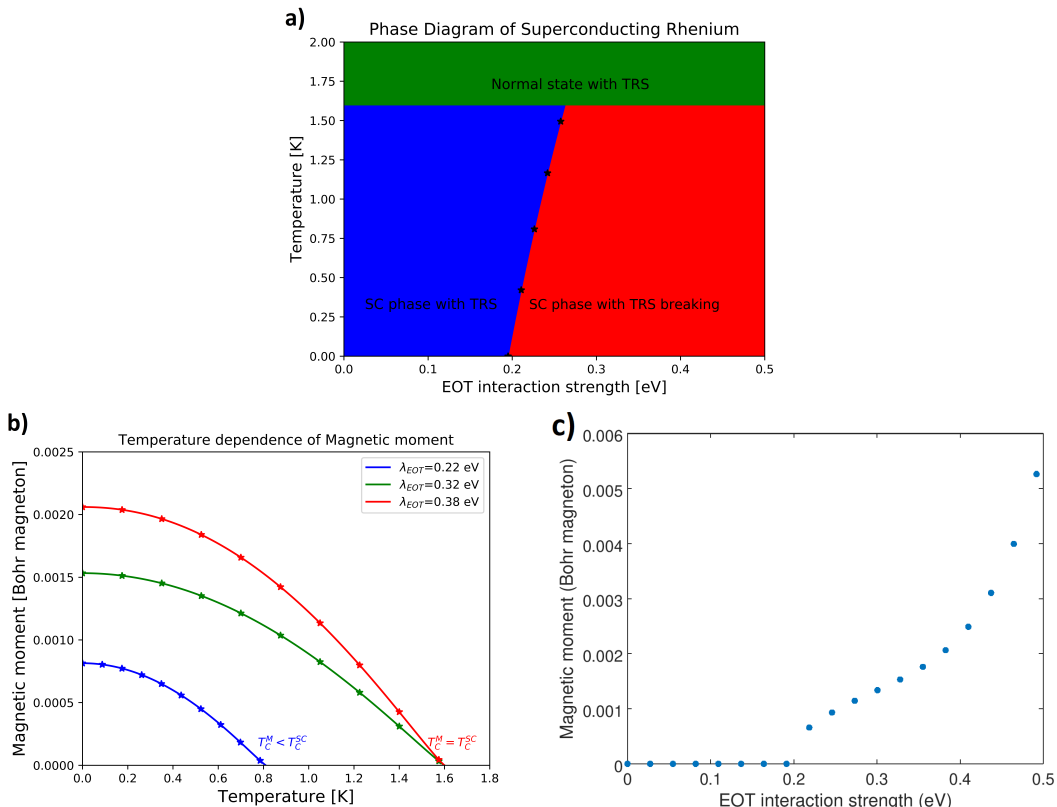 a)
Phase Diagram of Superconducting Rhenium
2.00
1.75
1.50
1.25
1.00
0.75
0.50
0.25
0.00
Temperature [K]
Normal state with TRS
SC phase with TRS
SC phase with TRS breaking
0.0 0.1 0.2 0.3 0.4 0.5
EOT interaction strength [eV]
b)
Temperature dependence of Magnetic moment
0.0025
0.0020
0.0015
0.0010
0.0005
0.0000
Magnetic moment [Bohr magneton]
λ_EOT=0.22 eV
λ_EOT=0.32 eV
λ_EOT=0.38 eV
T_C^M < T_C^SC
T_C^M = T_C^SC
0.0 0.2 0.4 0.6 0.8 1.0 1.2 1.4 1.6 1.8
Temperature [K]
c)
0.006
0.005
0.004
0.003
0.002
0.001
0
Magnetic moment (Bohr magneton)
0 0.1 0.2 0.3 0.4 0.5
EOT interaction strength (eV)